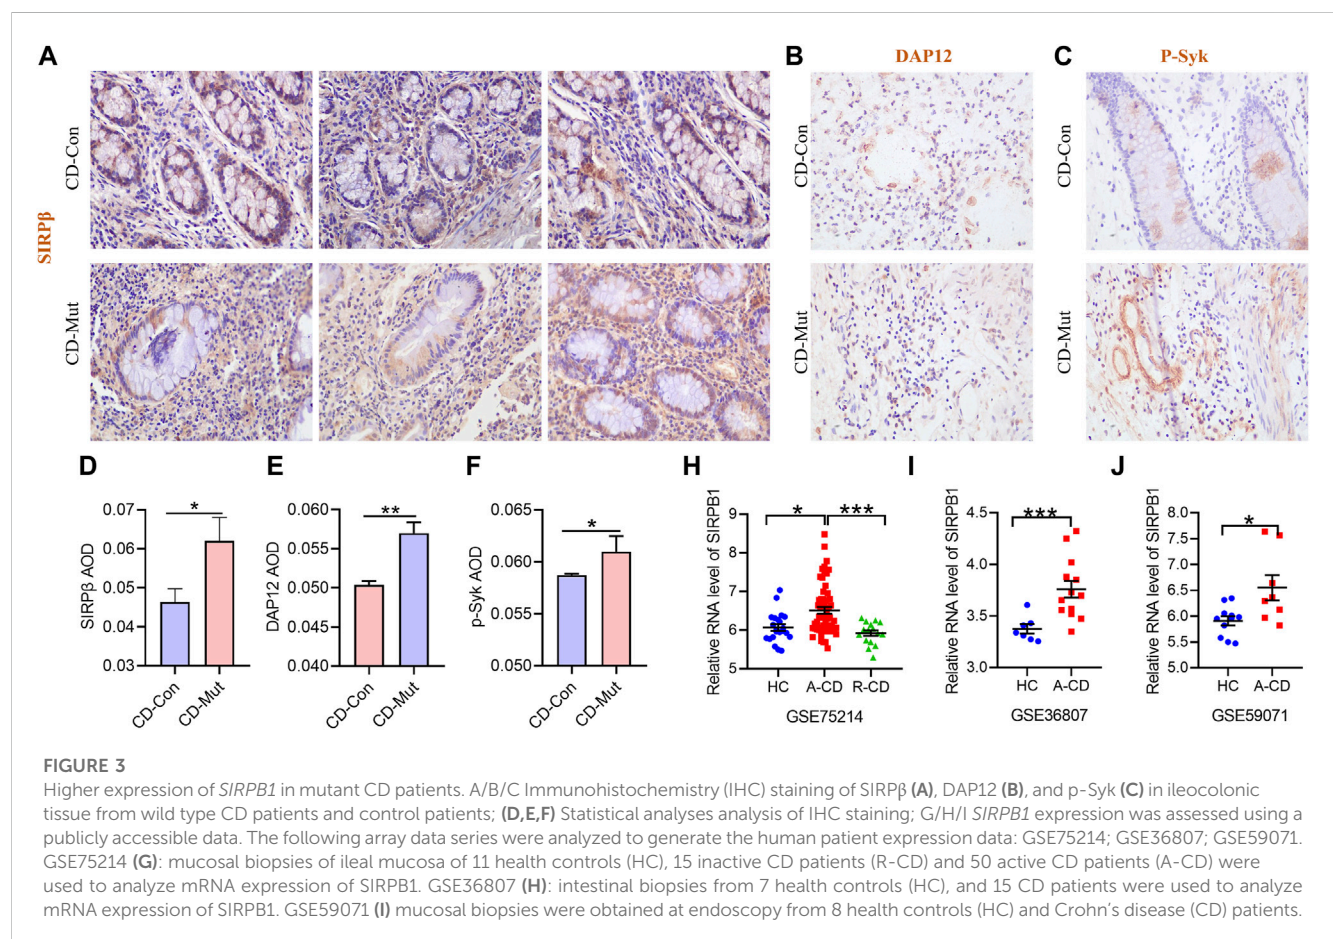 A
B
DAP12
C
P-Syk
SIRPβ
CD-Con
CD-Mut
CD-Con
CD-Mut
CD-Con
CD-Mut
D
E
F
H
I
J
SIRPβ AOD
0.07
0.06
0.05
0.04
0.03
*
CD-Con
CD-Mut
DAP12 AOD
0.060
0.055
0.050
0.045
0.040
**
CD-Con
CD-Mut
p-Syk AOD
0.065
0.060
0.055
0.050
*
CD-Con
CD-Mut
Relative RNA level of SIRPB1
9
8
7
6
5
*
***
HC
A-CD
R-CD
GSE75214
Relative RNA level of SIRPB1
4.5
4.0
3.5
3.0
***
HC
A-CD
GSE36807
Relative RNA level of SIRPB1
8.0
7.5
7.0
6.5
6.0
5.5
5.0
*
HC
A-CD
GSE59071
FIGURE 3
Higher expression of SIRPB1 in mutant CD patients. A/B/C Immunohistochemistry (IHC) staining of SIRPβ (A), DAP12 (B), and p-Syk (C) in ileocolonic
tissue from wild type CD patients and control patients; (D,E,F) Statistical analyses analysis of IHC staining; G/H/I SIRPB1 expression was assessed using a
publicly accessible data. The following array data series were analyzed to generate the human patient expression data: GSE75214; GSE36807; GSE59071.
GSE75214 (G): mucosal biopsies of ileal mucosa of 11 health controls (HC), 15 inactive CD patients (R-CD) and 50 active CD patients (A-CD) were
used to analyze mRNA expression of SIRPB1. GSE36807 (H): intestinal biopsies from 7 health controls (HC), and 15 CD patients were used to analyze
mRNA expression of SIRPB1. GSE59071 (I) mucosal biopsies were obtained at endoscopy from 8 health controls (HC) and Crohn's disease (CD) patients.